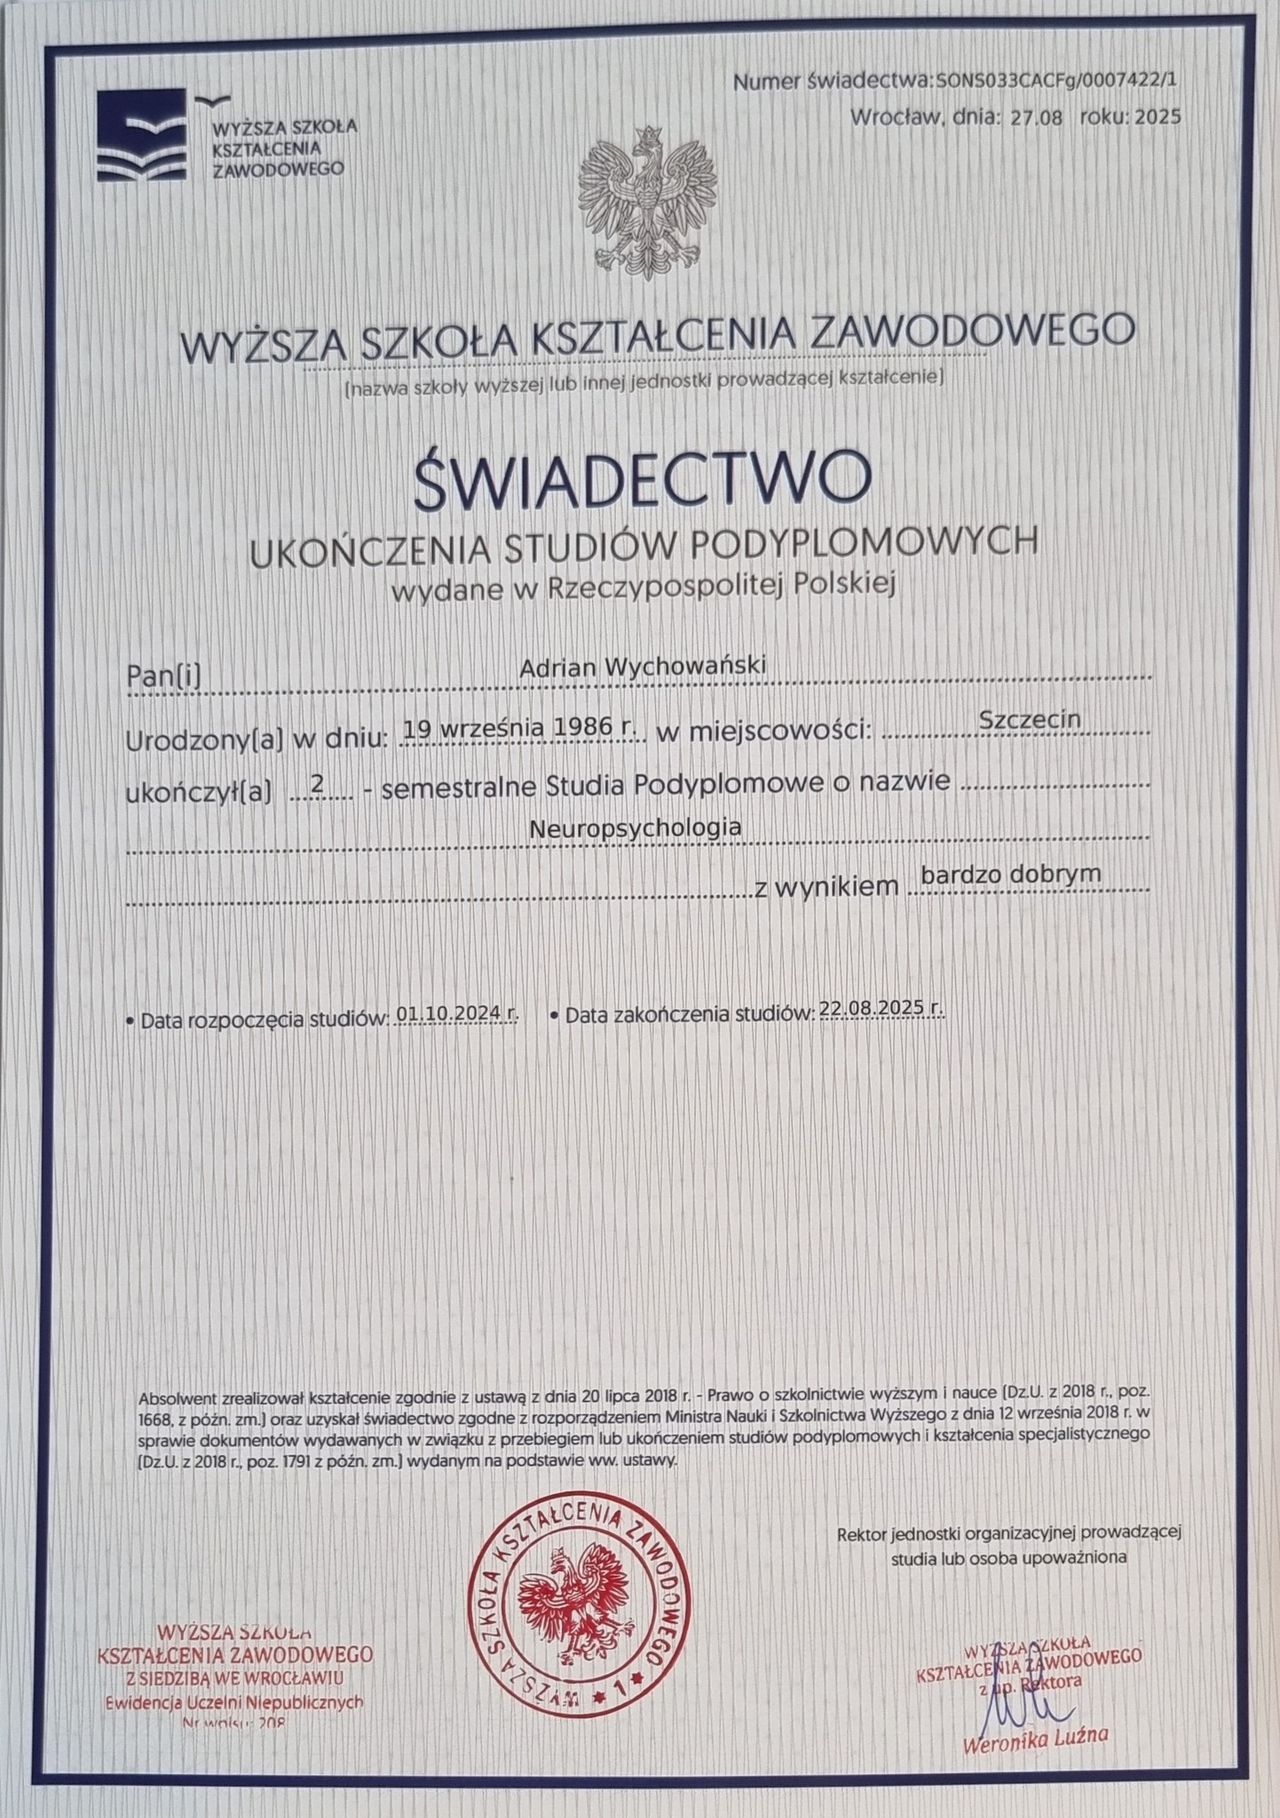 Numer świadectwa:SONS033CACFg/0007422/1
Wrocław, dnia: 27.08 roku: 2025
WYŻSZA SZKOŁA
KSZTAŁCENIA
ZAWODOWEGO
WYŻSZA SZKOŁA KSZTAŁCENIA ZAWODOWEGO
(nazwa szkoły wyższej lub innej jednostki prowadzącej kształcenie)
ŚWIADECTWO
UKOŃCZENIA STUDIÓW PODYPLOMOWYCH
wydane w Rzeczypospolitej Polskiej
Pan(i) Adrian Wychowański
Urodzony(a) w dniu: 19 września 1986 r. w miejscowości: Szczecin
ukończył(a) 2 - semestralne Studia Podyplomowe o nazwie
Neuropsychologia
z wynikiem bardzo dobrym
• Data rozpoczęcia studiów: 01.10.2024 r. • Data zakończenia studiów: 22.08.2025 r.
Absolwent zrealizował kształcenie zgodnie z ustawą z dnia 20 lipca 2018 r. - Prawo o szkolnictwie wyższym i nauce (Dz.U. z 2018 r., poz.
1668, z późn. zm.) oraz uzyskał świadectwo zgodne z rozporządzeniem Ministra Nauki i Szkolnictwa Wyższego z dnia 12 września 2018 r. w
sprawie dokumentów wydawanych w związku z przebiegiem lub ukończeniem studiów podyplomowych i kształcenia specjalistycznego
(Dz.U. z 2018 r., poz. 1791 z późn. zm.) wydanym na podstawie ww. ustawy.
Rektor jednostki organizacyjnej prowadzącej
studia lub osoba upoważniona
WYŻSZA SZKOŁA KSZTAŁCENIA ZAWODOWEGO * 1 *
WYŻSZA SZKOŁA
KSZTAŁCENIA ZAWODOWEGO
Z SIEDZIBĄ WE WROCŁAWIU
Ewidencja Uczelni Niepublicznych
Nr wpisu: 208
WYŻSZA SZKOŁA
KSZTAŁCENIA ZAWODOWEGO
z up. Rektora
Weronika Luźna